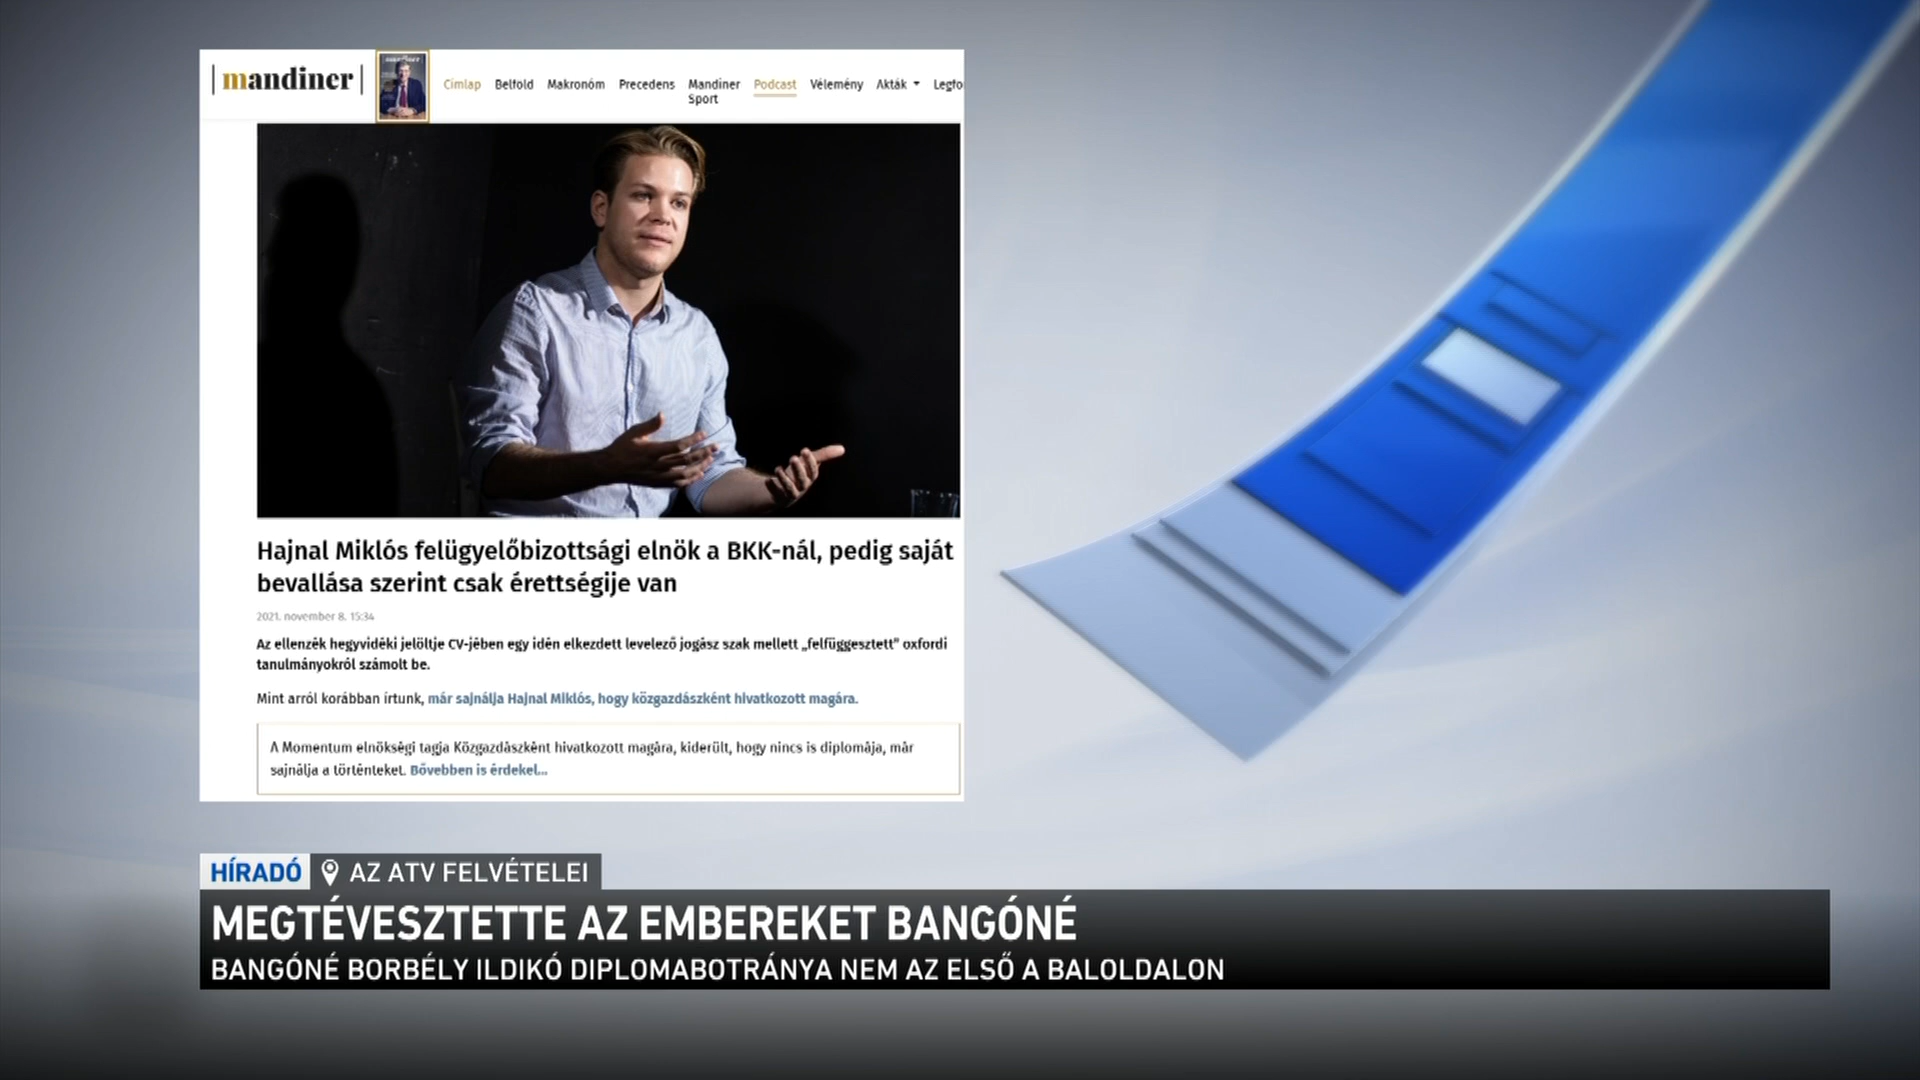 mandiner
Címlap Belföld Makronóm Precedens Mandiner Sport Podcast Vélemény Akták Legfo
Hajnal Miklós felügyelőbizottsági elnök a BKK-nál, pedig saját
bevallása szerint csak érettségije van
2021. november 8. 15:34
Az ellenzék hegyvidéki jelöltje CV-jében egy idén elkezdett levelező jogász szak mellett „felfüggesztett” oxfordi
tanulmányokról számolt be.
Mint arról korábban írtunk, már sajnálja Hajnal Miklós, hogy közgazdászként hivatkozott magára.
A Momentum elnökségi tagja Közgazdászként hivatkozott magára, kiderült, hogy nincs is diplomája, már
sajnálja a történteket. Bővebben is érdekel...
HÍRADÓ AZ ATV FELVÉTELEI
MEGTÉVESZTETTE AZ EMBEREKET BANGÓNÉ
BANGÓNÉ BORBÉLY ILDIKÓ DIPLOMABOTRÁNYA NEM AZ ELSŐ A BALOLDALON